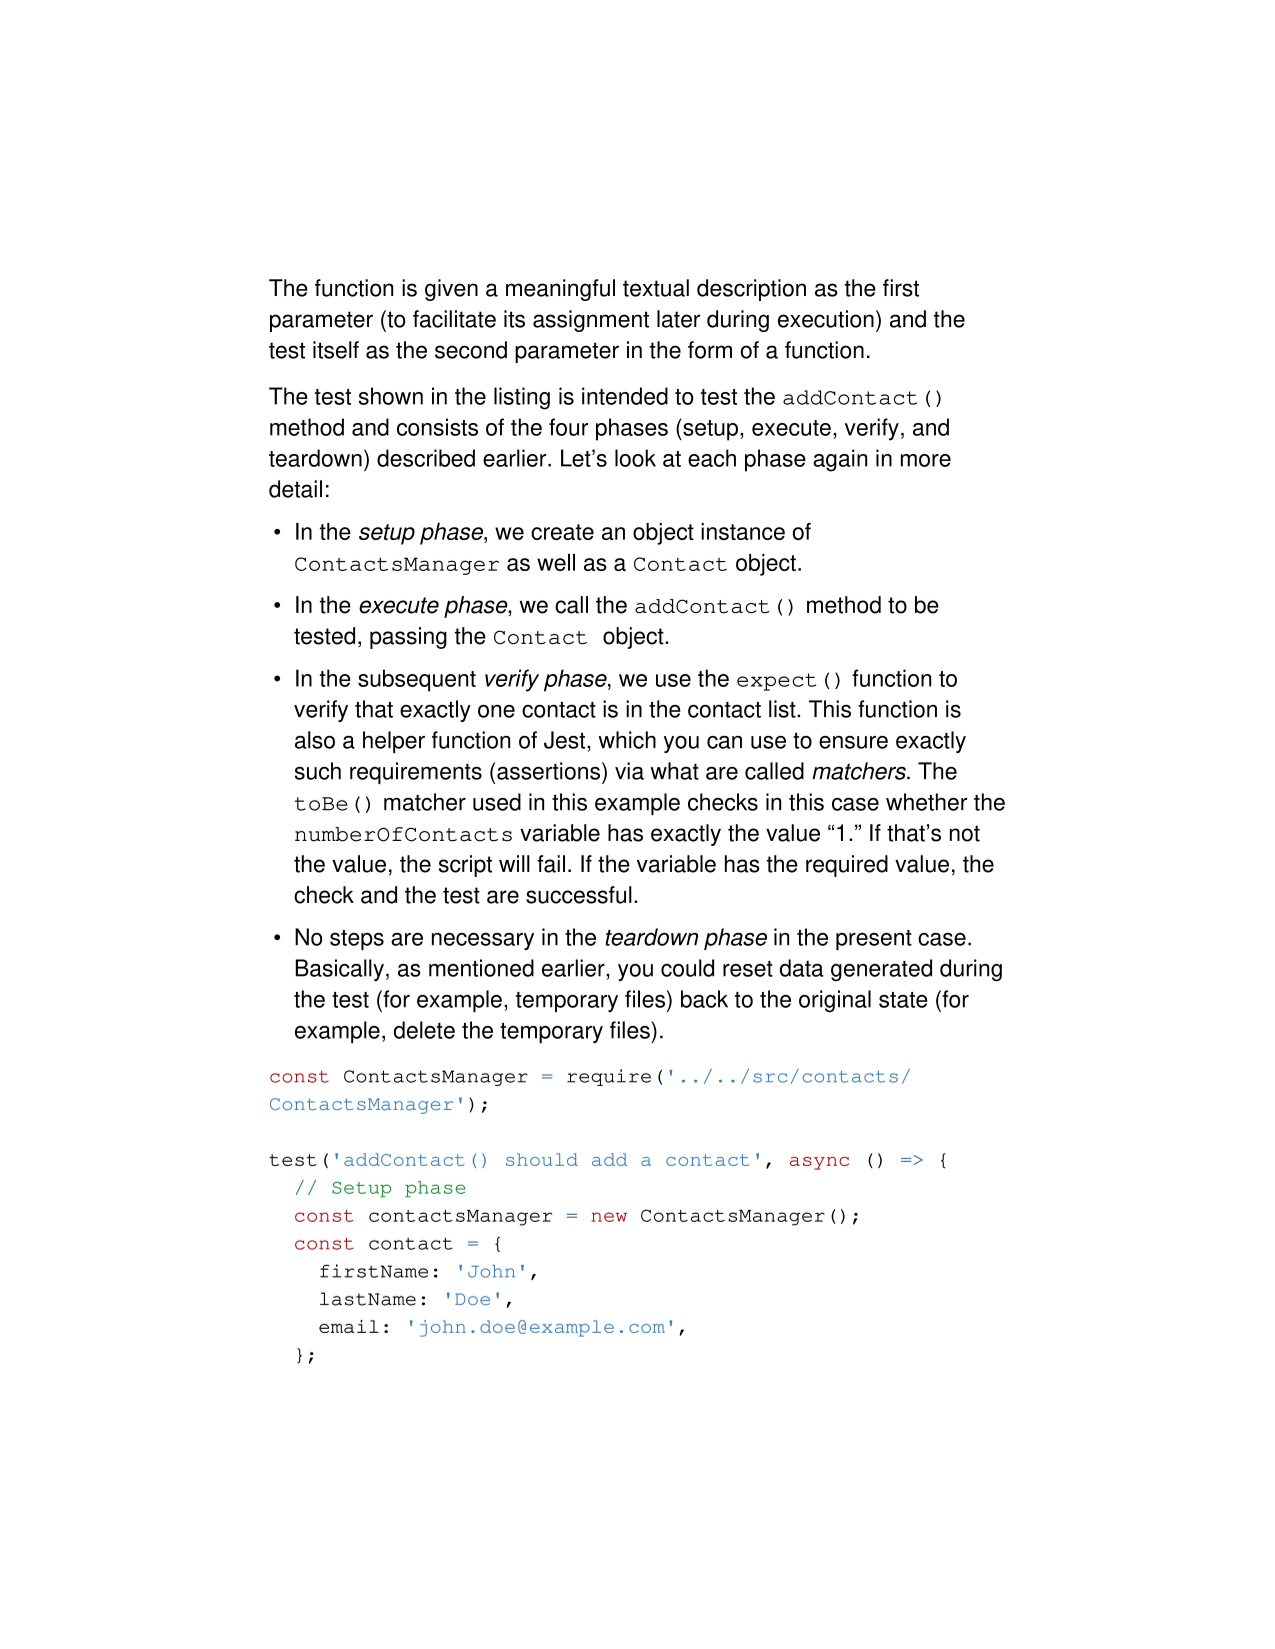 The function is given a meaningful textual description as the first
parameter (to facilitate its assignment later during execution) and the
test itself as the second parameter in the form of a function.
The test shown in the listing is intended to test the addContact()
method and consists of the four phases (setup, execute, verify, and
teardown) described earlier. Let’s look at each phase again in more
detail:
• In the setup phase, we create an object instance of
ContactsManager as well as a Contact object.
• In the execute phase, we call the addContact() method to be
tested, passing the Contact object.
• In the subsequent verify phase, we use the expect() function to
verify that exactly one contact is in the contact list. This function is
also a helper function of Jest, which you can use to ensure exactly
such requirements (assertions) via what are called matchers. The
toBe() matcher used in this example checks in this case whether the
numberOfContacts variable has exactly the value “1.” If that’s not
the value, the script will fail. If the variable has the required value, the
check and the test are successful.
• No steps are necessary in the teardown phase in the present case.
Basically, as mentioned earlier, you could reset data generated during
the test (for example, temporary files) back to the original state (for
example, delete the temporary files).
const ContactsManager = require('../../src/contacts/
ContactsManager');
test('addContact() should add a contact', async () => {
  // Setup phase
  const contactsManager = new ContactsManager();
  const contact = {
    firstName: 'John',
    lastName: 'Doe',
    email: 'john.doe@example.com',
  };